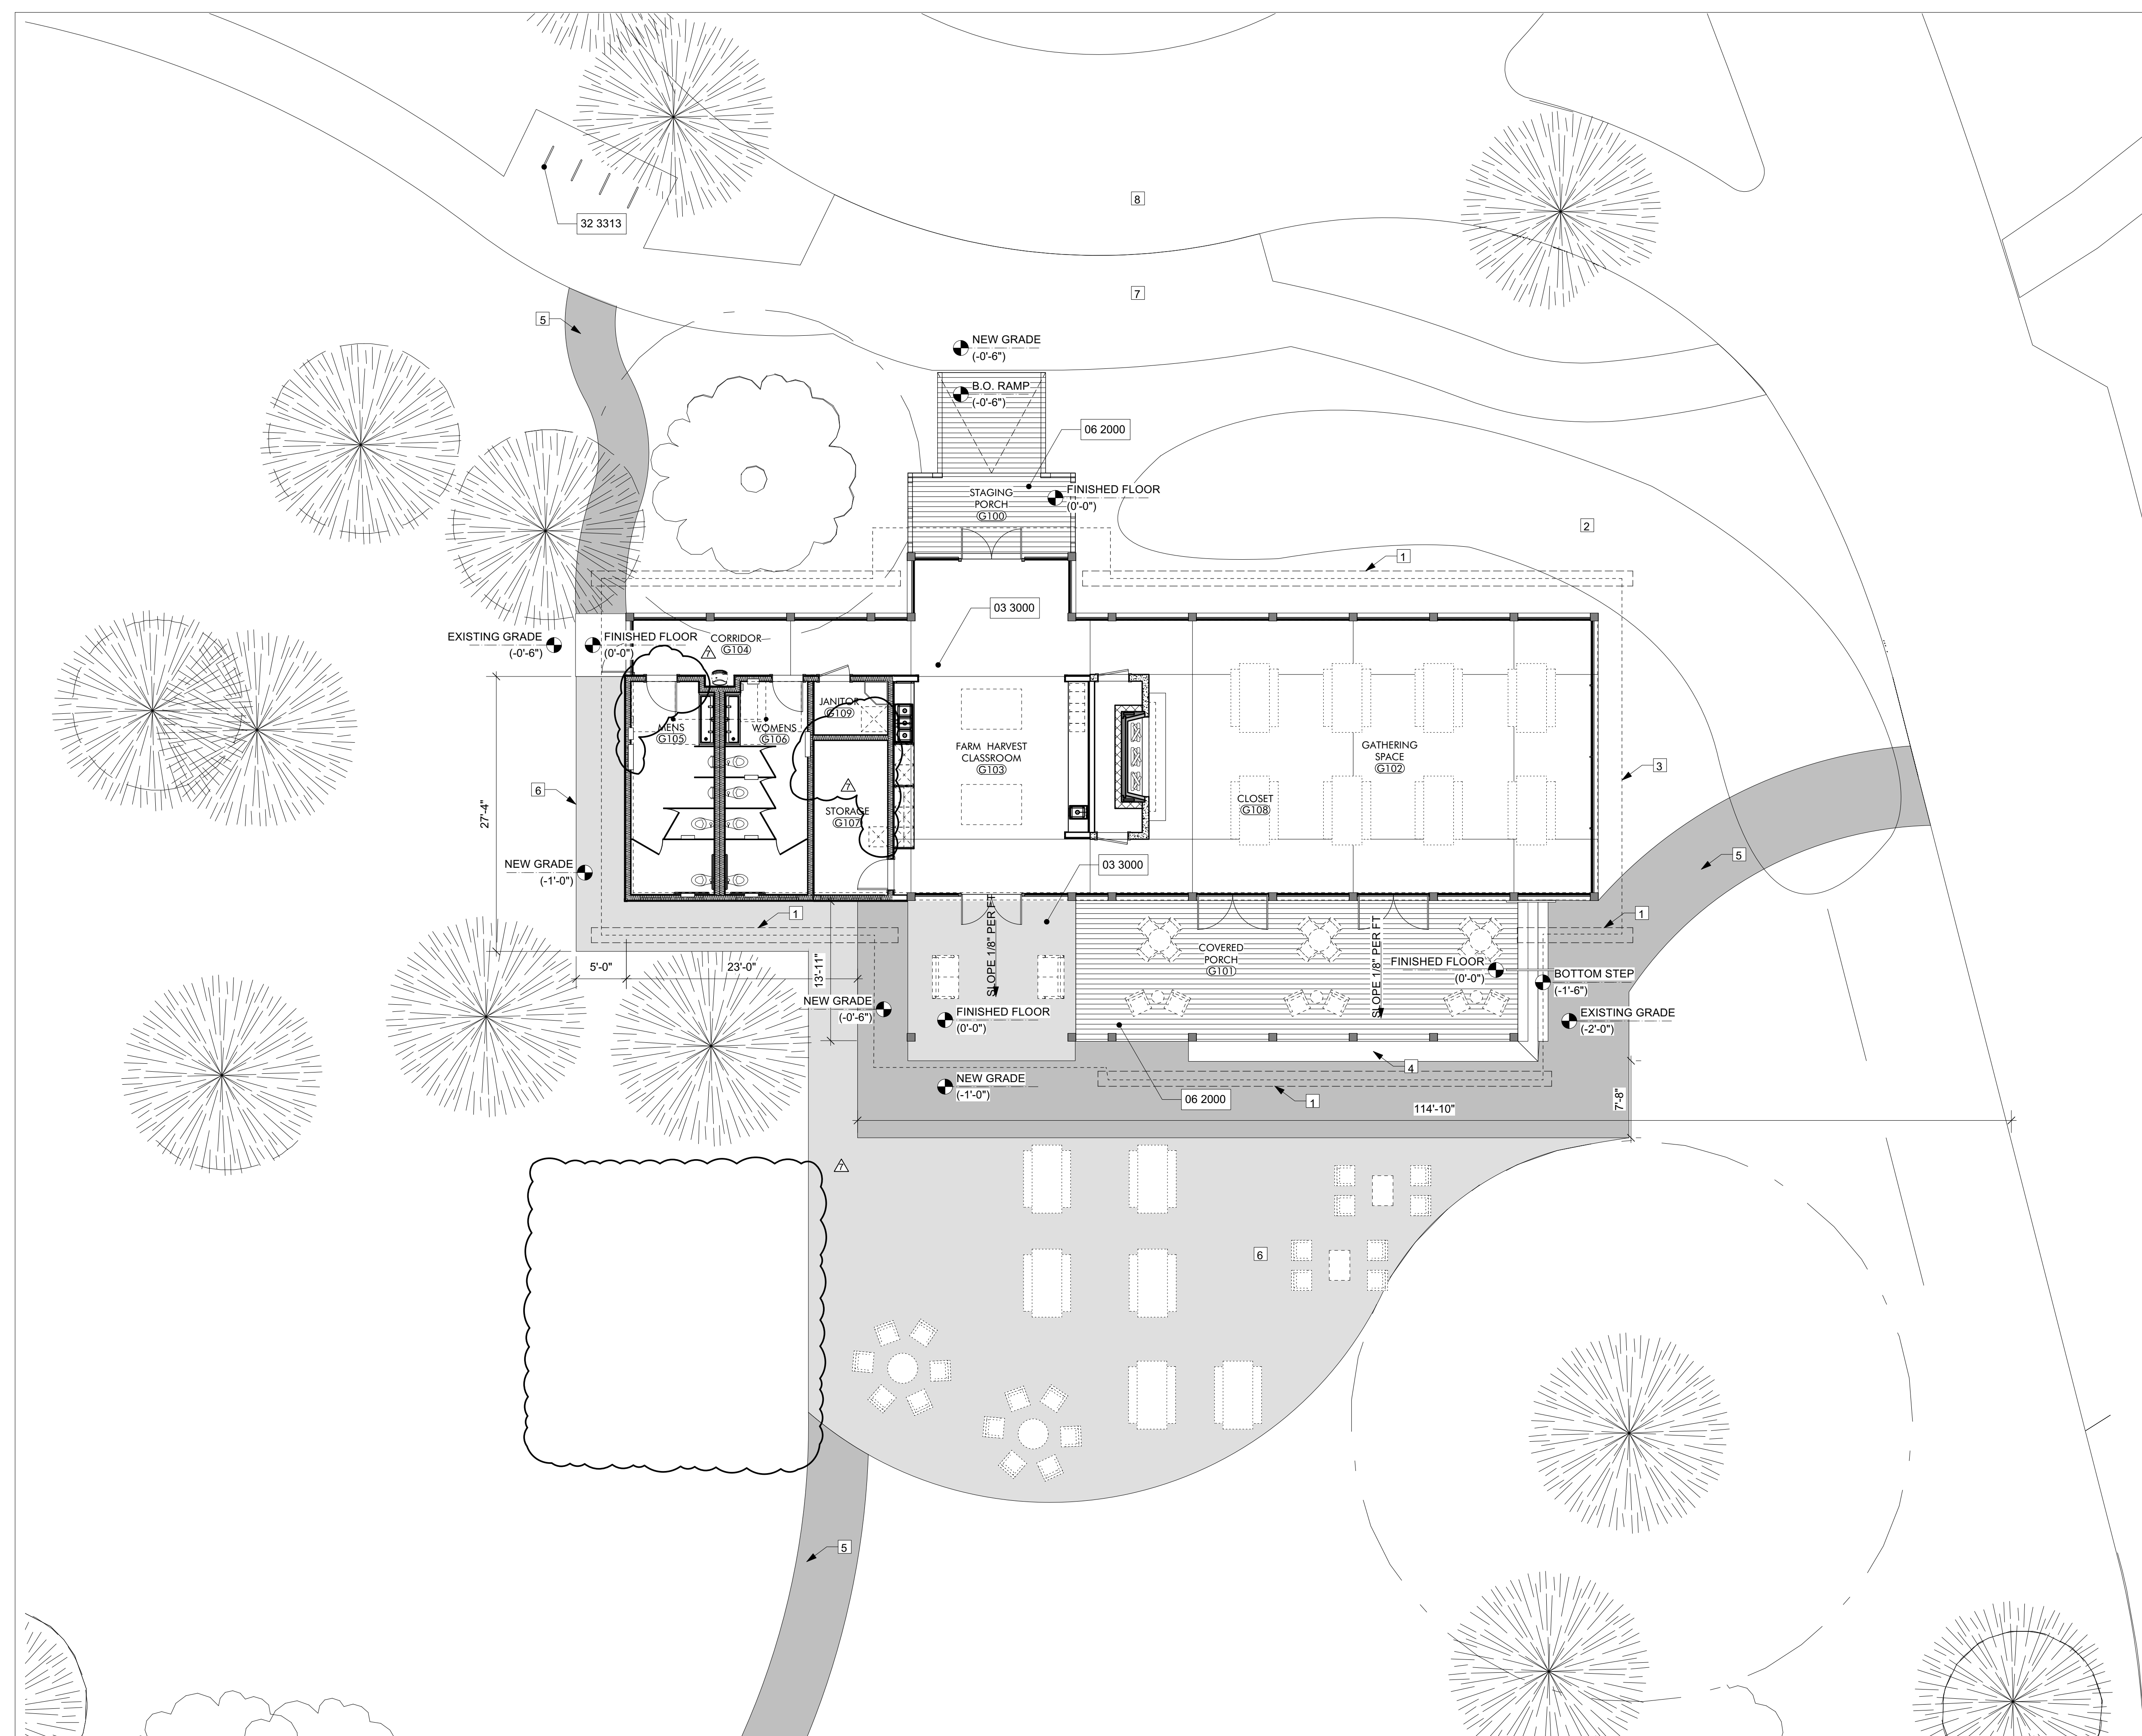 8
32 3313
7
5
NEW GRADE
(-0'-6")
B.O. RAMP
(-0'-6")
06 2000
STAGING
PORCH
G100
FINISHED FLOOR
(0'-0")
2
1
03 3000
EXISTING GRADE
(-0'-6")
FINISHED FLOOR
(0'-0")
CORRIDOR
G104
7
JANITOR
G109
MENS
G105
WOMENS
G106
FARM HARVEST
CLASSROOM
G103
GATHERING
SPACE
G102
3
6
7
27'-4"
STORAGE
G107
CLOSET
G108
5
NEW GRADE
(-1'-0")
03 3000
1
1
SLOPE 1/8" PER FT
SLOPE 1/8" PER FT
COVERED
PORCH
G101
5'-0"
23'-0"
13'-11"
FINISHED FLOOR
(0'-0")
BOTTOM STEP
(-1'-6")
NEW GRADE
(-0'-6")
FINISHED FLOOR
(0'-0")
EXISTING GRADE
(-2'-0")
4
NEW GRADE
(-1'-0")
06 2000
1
114'-10"
7'-8"
7
6
5